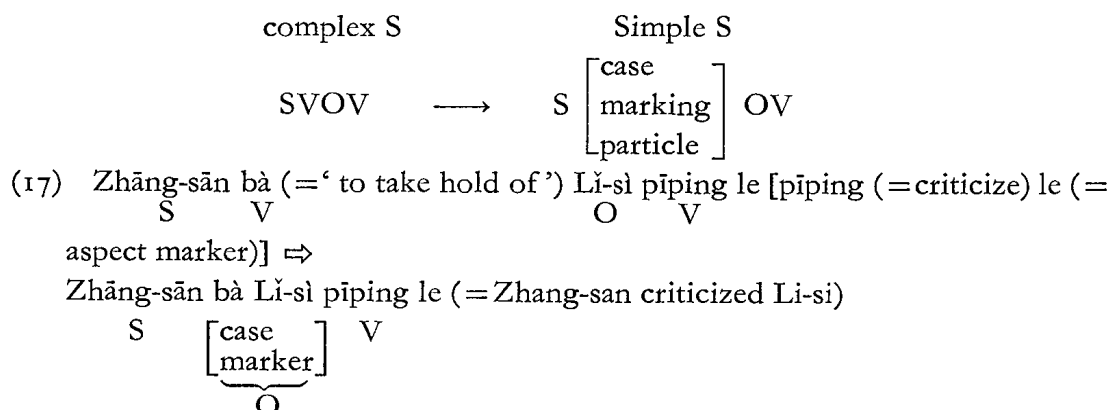 complex S Simple S
SVOV ⟶ S [case marking particle] OV
(17) Zhāng-sān bà (=‘ to take hold of ’) Lǐ-sì pīping le [pīping (=criticize) le (=
S V O V
aspect marker)] ⇨
Zhāng-sān bà Lǐ-sì pīping le (=Zhang-san criticized Li-si)
S [case marker] V
O